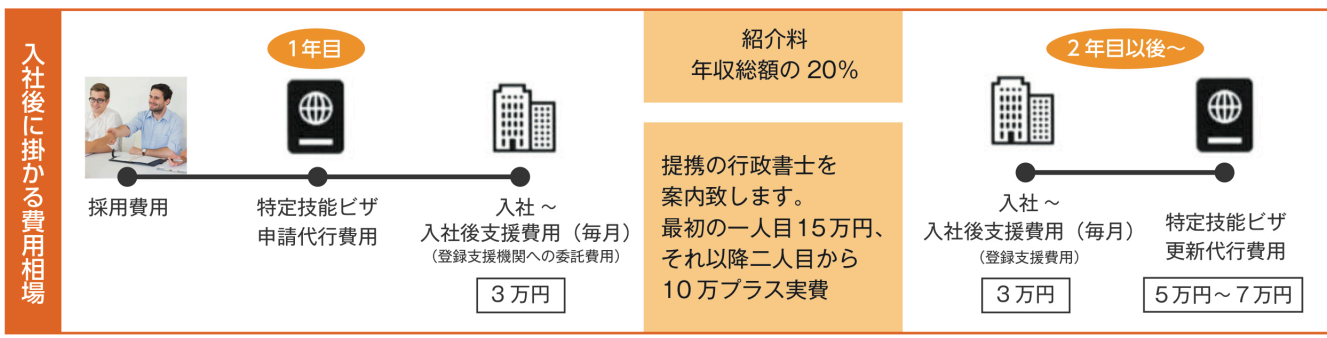 入社後に掛かる費用相場
1年目
採用費用
特定技能ビザ
申請代行費用
入社～
入社後支援費用（毎月）
（登録支援機関への委託費用）
3万円
紹介料
年収総額の20%
提携の行政書士を
案内致します。
最初の一人目15万円、
それ以降二人目から
10万プラス実費
2年目以後～
入社～
入社後支援費用（毎月）
（登録支援費用）
3万円
特定技能ビザ
更新代行費用
5万円～7万円